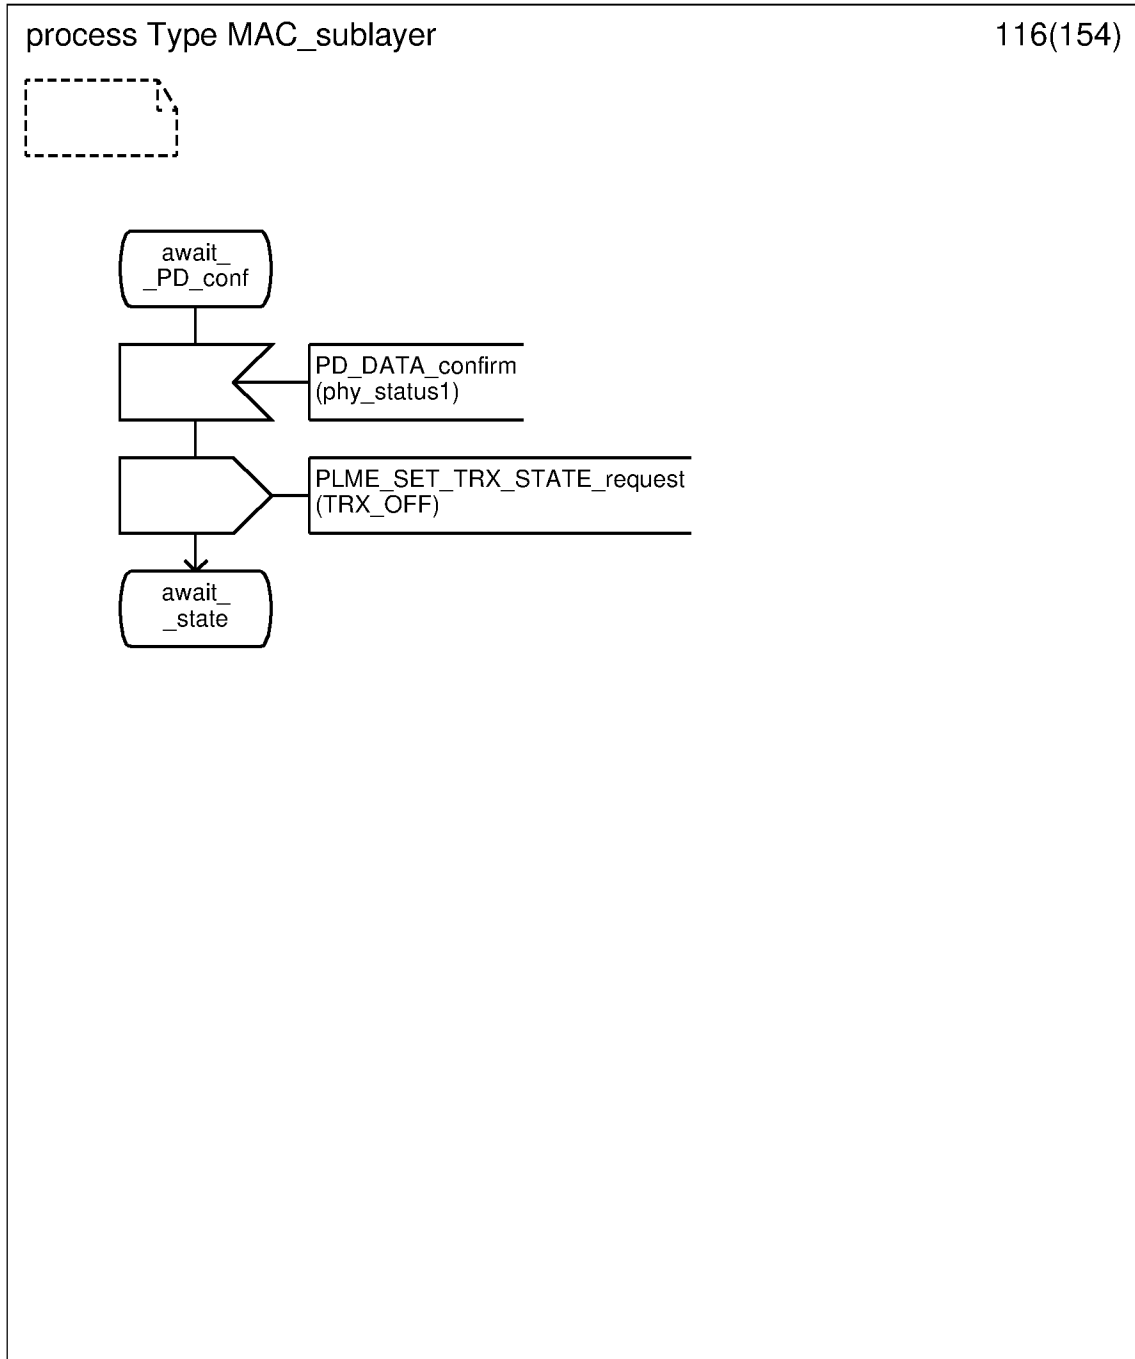 process Type MAC_sublayer
116(154)
await_
_PD_conf
PD_DATA_confirm
(phy_status1)
PLME_SET_TRX_STATE_request
(TRX_OFF)
await_
_state